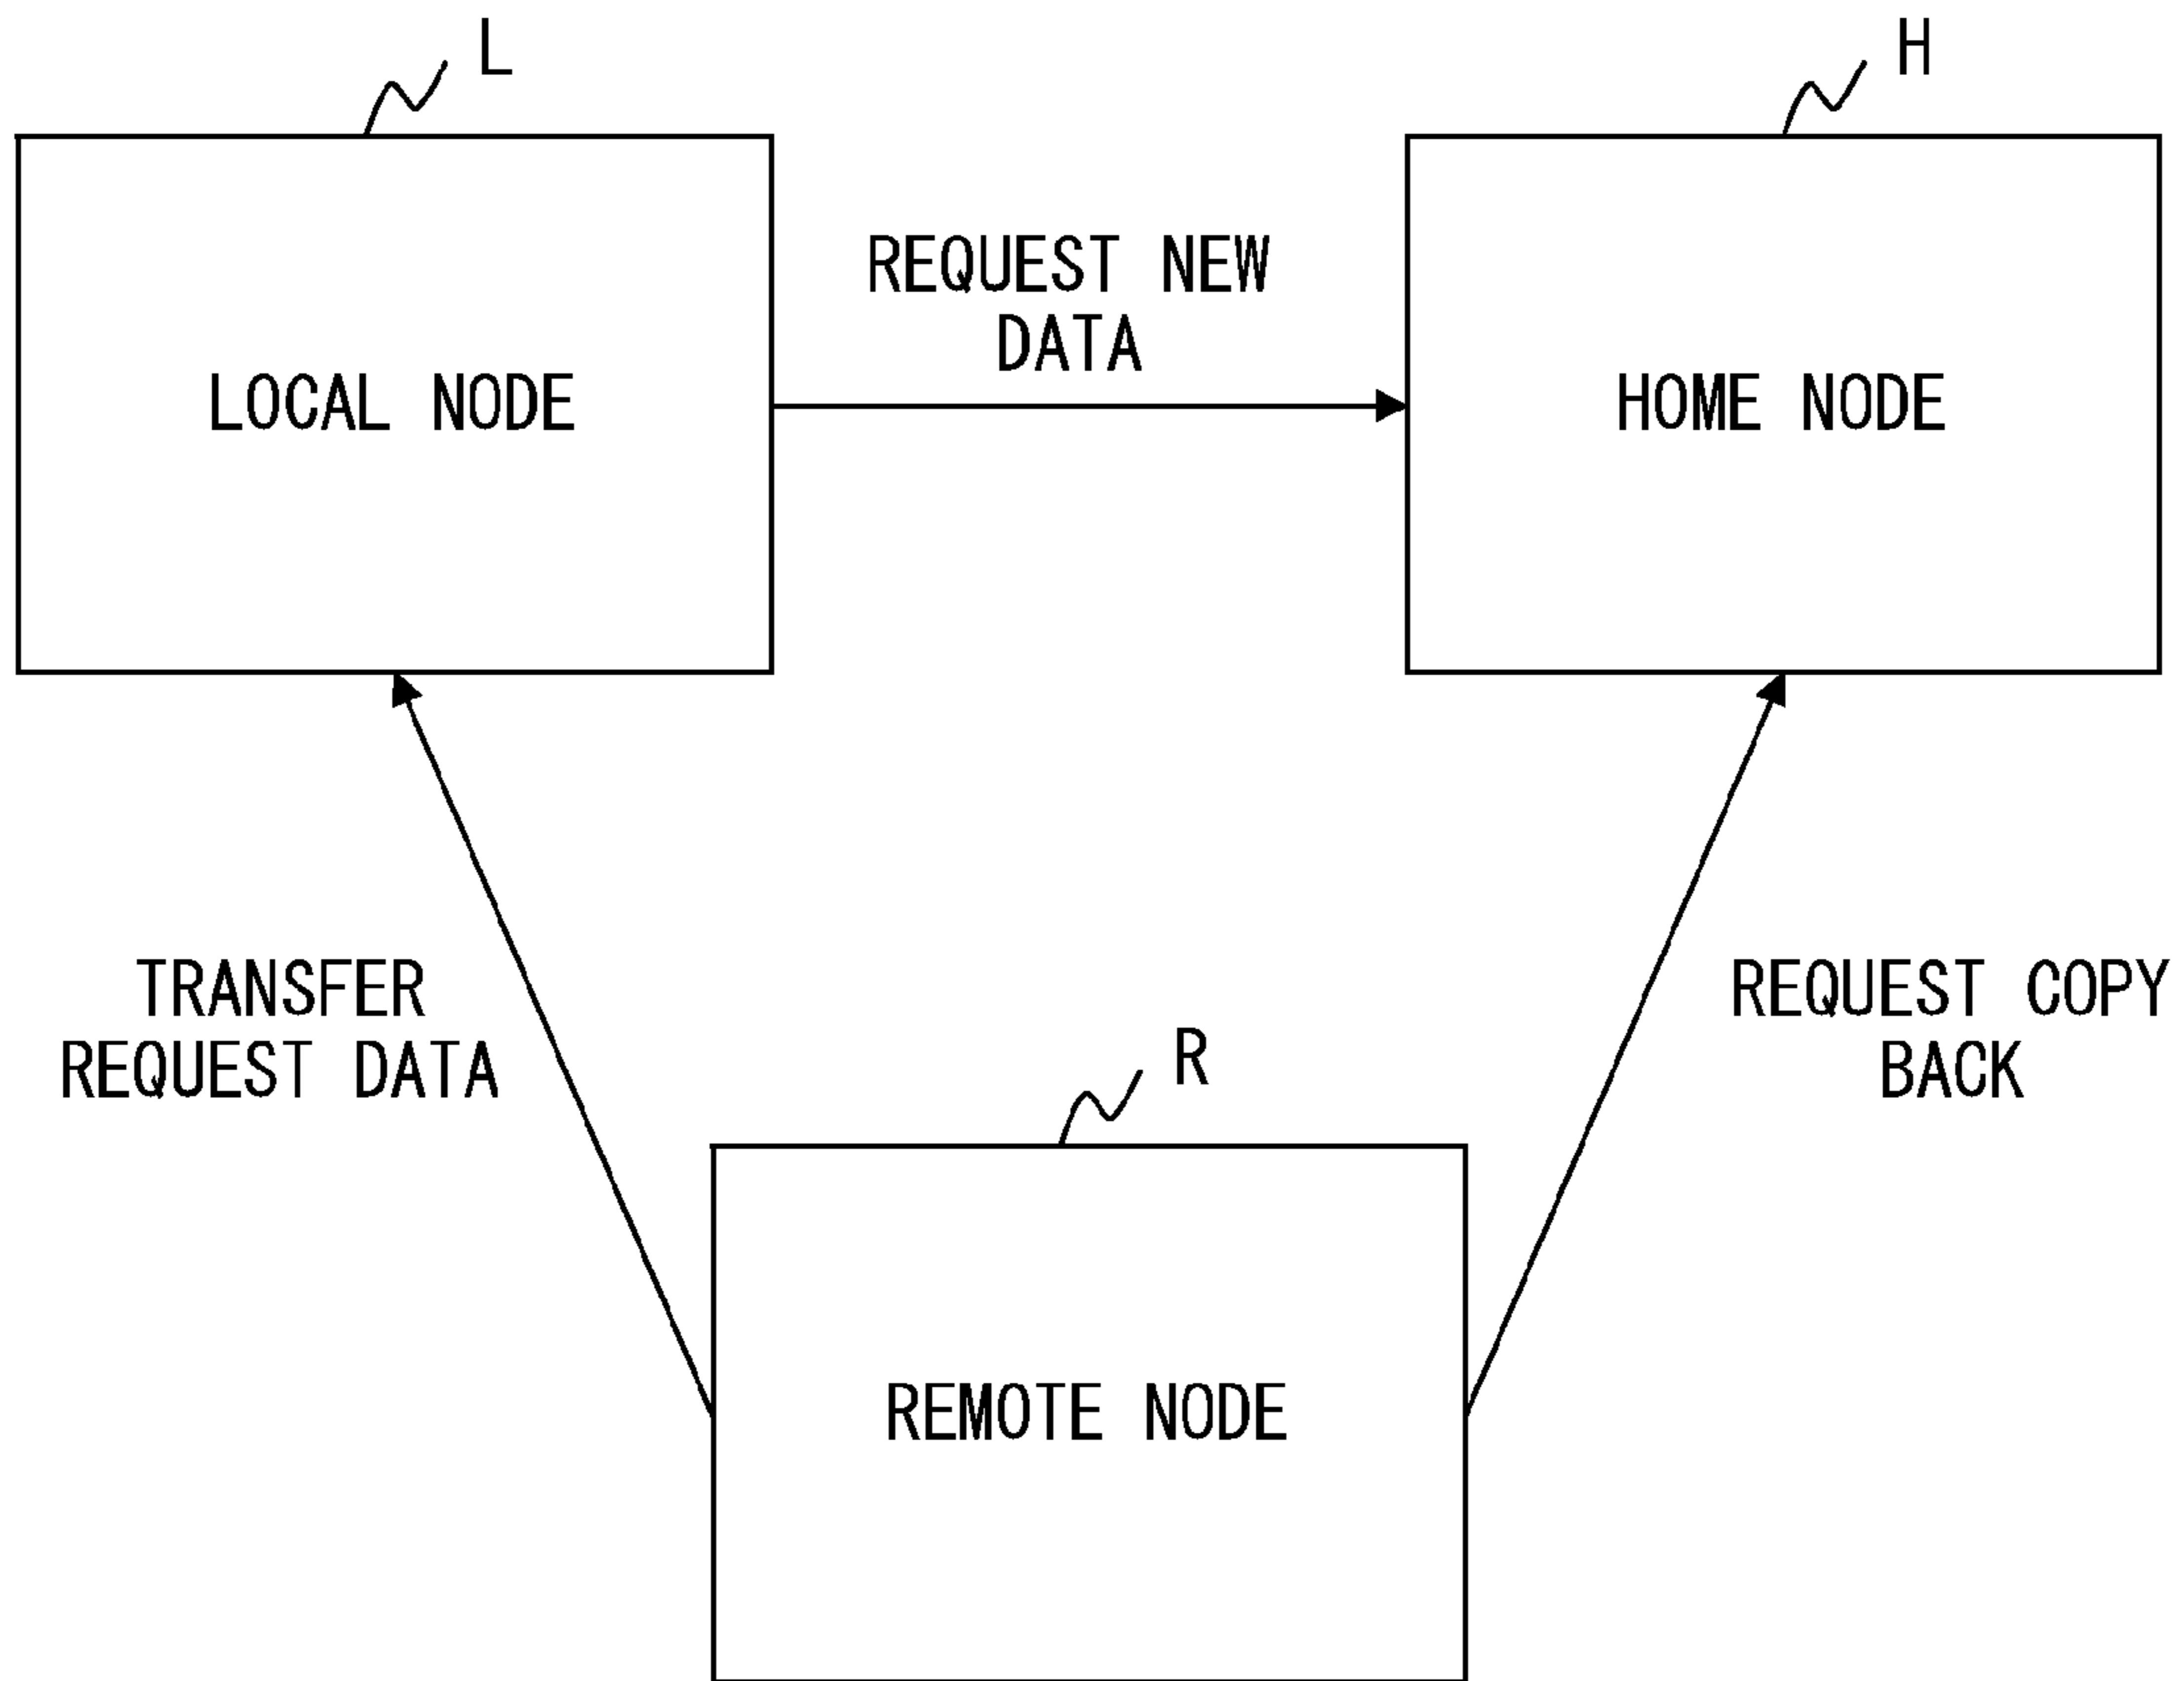 L
H
REQUEST NEW
DATA
LOCAL NODE
HOME NODE
TRANSFER
REQUEST DATA
REQUEST COPY
BACK
R
REMOTE NODE